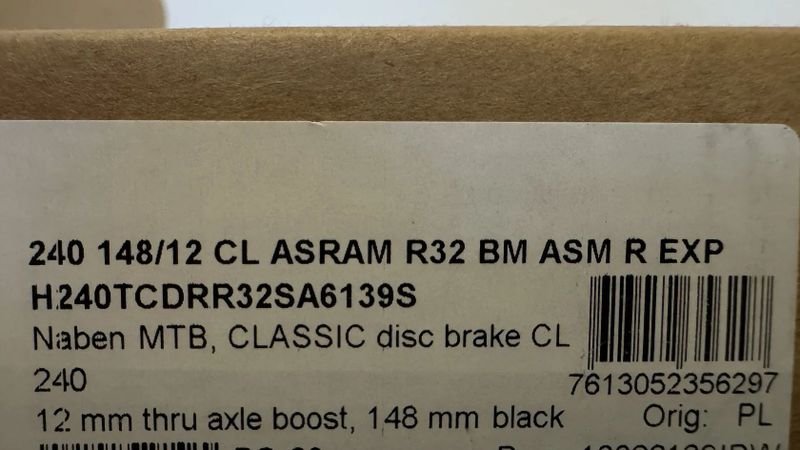 240 148/12 CL ASRAM R32 BM ASM R EXP
H240TCDRR32SA6139S
Naben MTB, CLASSIC disc brake CL
240
7613052356297
12 mm thru axle boost, 148 mm black
Orig: PL